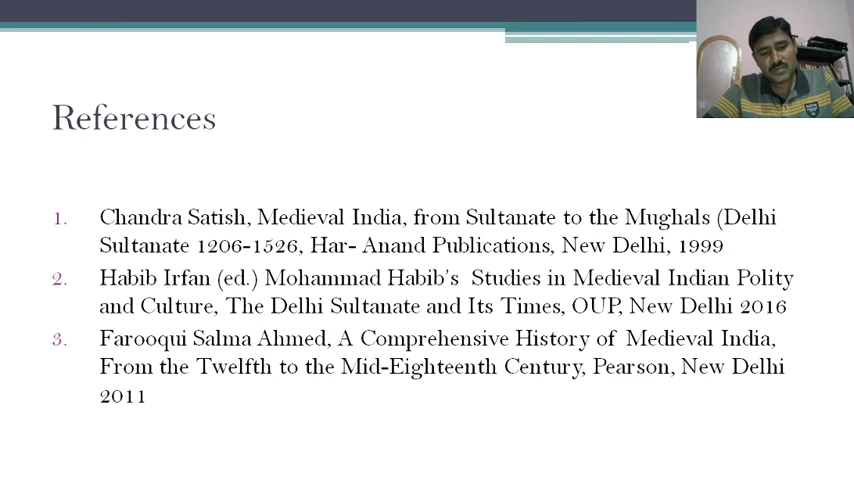 References
1. Chandra Satish, Medieval India, from Sultanate to the Mughals (Delhi
Sultanate 1206-1526, Har- Anand Publications, New Delhi, 1999
2. Habib Irfan (ed.) Mohammad Habib's Studies in Medieval Indian Polity
and Culture, The Delhi Sultanate and Its Times, OUP, New Delhi 2016
3. Farooqui Salma Ahmed, A Comprehensive History of Medieval India,
From the Twelfth to the Mid-Eighteenth Century, Pearson, New Delhi
2011